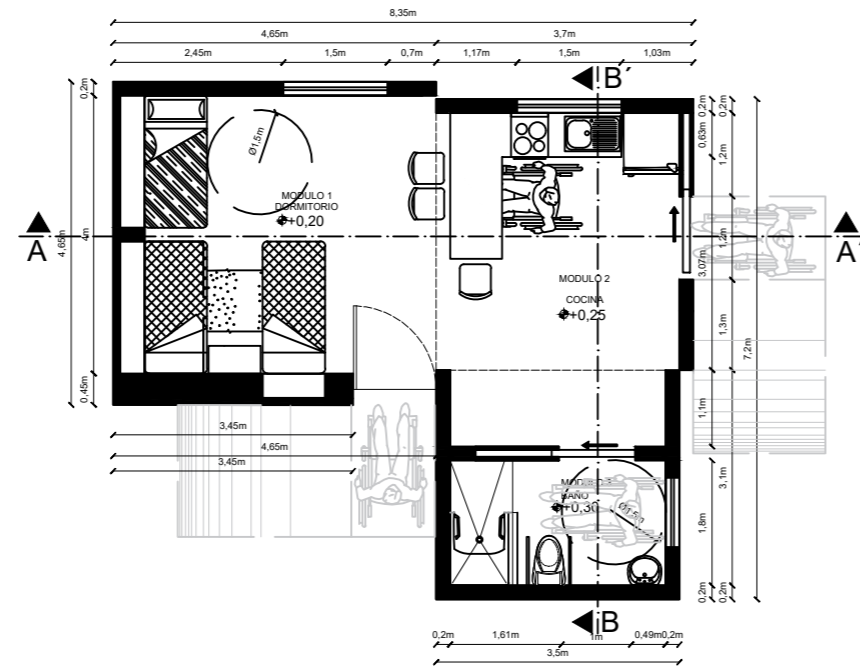 8,35m
4,65m
3,7m
2,45m
1,5m
0,7m
1,17m
1,5m
1,03m
B´
0,2m
0,2m
0,2m
Ø1,5m
0,63m
1,2m
MODULO 1
DORMITORIO
+0,20
A
A´
4,65m
4m
1,2m
3,07m
MODULO 2
COCINA
+0,25
1,3m
7,2m
0,45m
1,1m
3,45m
4,65m
3,45m
3,1m
BAÑO
+0,30
Ø1,5m
1,8m
0,2m
0,2m
B
0,2m
1,61m
1m
0,49m
0,2m
3,5m